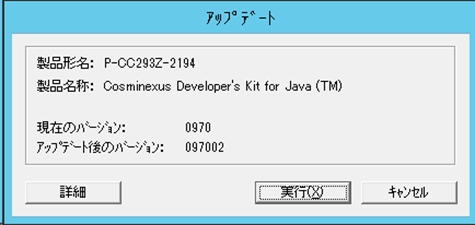 ｱｯﾌﾟﾃﾞｰﾄ
製品形名: P-CC293Z-2194
製品名称: Cosminexus Developer's Kit for Java (TM)
現在のﾊﾞｰｼﾞｮﾝ: 0970
ｱｯﾌﾟﾃﾞｰﾄ後のﾊﾞｰｼﾞｮﾝ: 097002
詳細 実行(X) ｷｬﾝｾﾙ